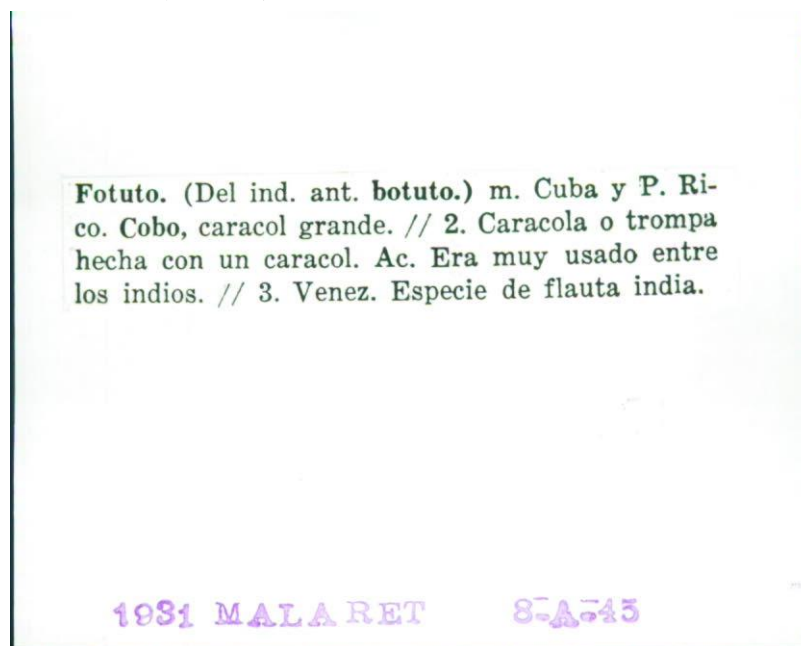 Fotuto. (Del ind. ant. botuto.) m. Cuba y P. Ri-
co. Cobo, caracol grande. // 2. Caracola o trompa
hecha con un caracol. Ac. Era muy usado entre
los indios. // 3. Venez. Especie de flauta india.
1931 MALARET 8-A-45